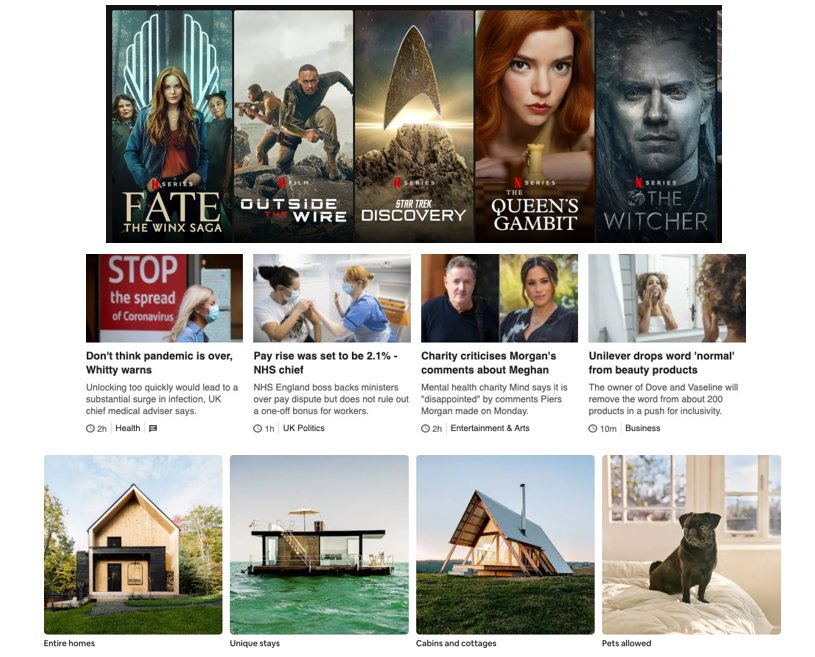 N SERIES
FATE
THE WINX SAGA
N FILM
OUTSIDE
THE WIRE
N SERIES
STAR TREK
DISCOVERY
N SERIES
THE
QUEEN'S
GAMBIT
N SERIES
THE
WITCHER
STOP
the spread
of Coronavirus
Don't think pandemic is over,
Whitty warns
Unlocking too quickly would lead to a
substantial surge in infection, UK
chief medical adviser says.
2h Health
Pay rise was set to be 2.1% -
NHS chief
NHS England boss backs ministers
over pay dispute but does not rule out
a one-off bonus for workers.
1h UK Politics
Charity criticises Morgan's
comments about Meghan
Mental health charity Mind says it is
"disappointed" by comments Piers
Morgan made on Monday.
2h Entertainment & Arts
Unilever drops word 'normal'
from beauty products
The owner of Dove and Vaseline will
remove the word from about 200
products in a push for inclusivity.
10m Business
Entire homes
Unique stays
Cabins and cottages
Pets allowed